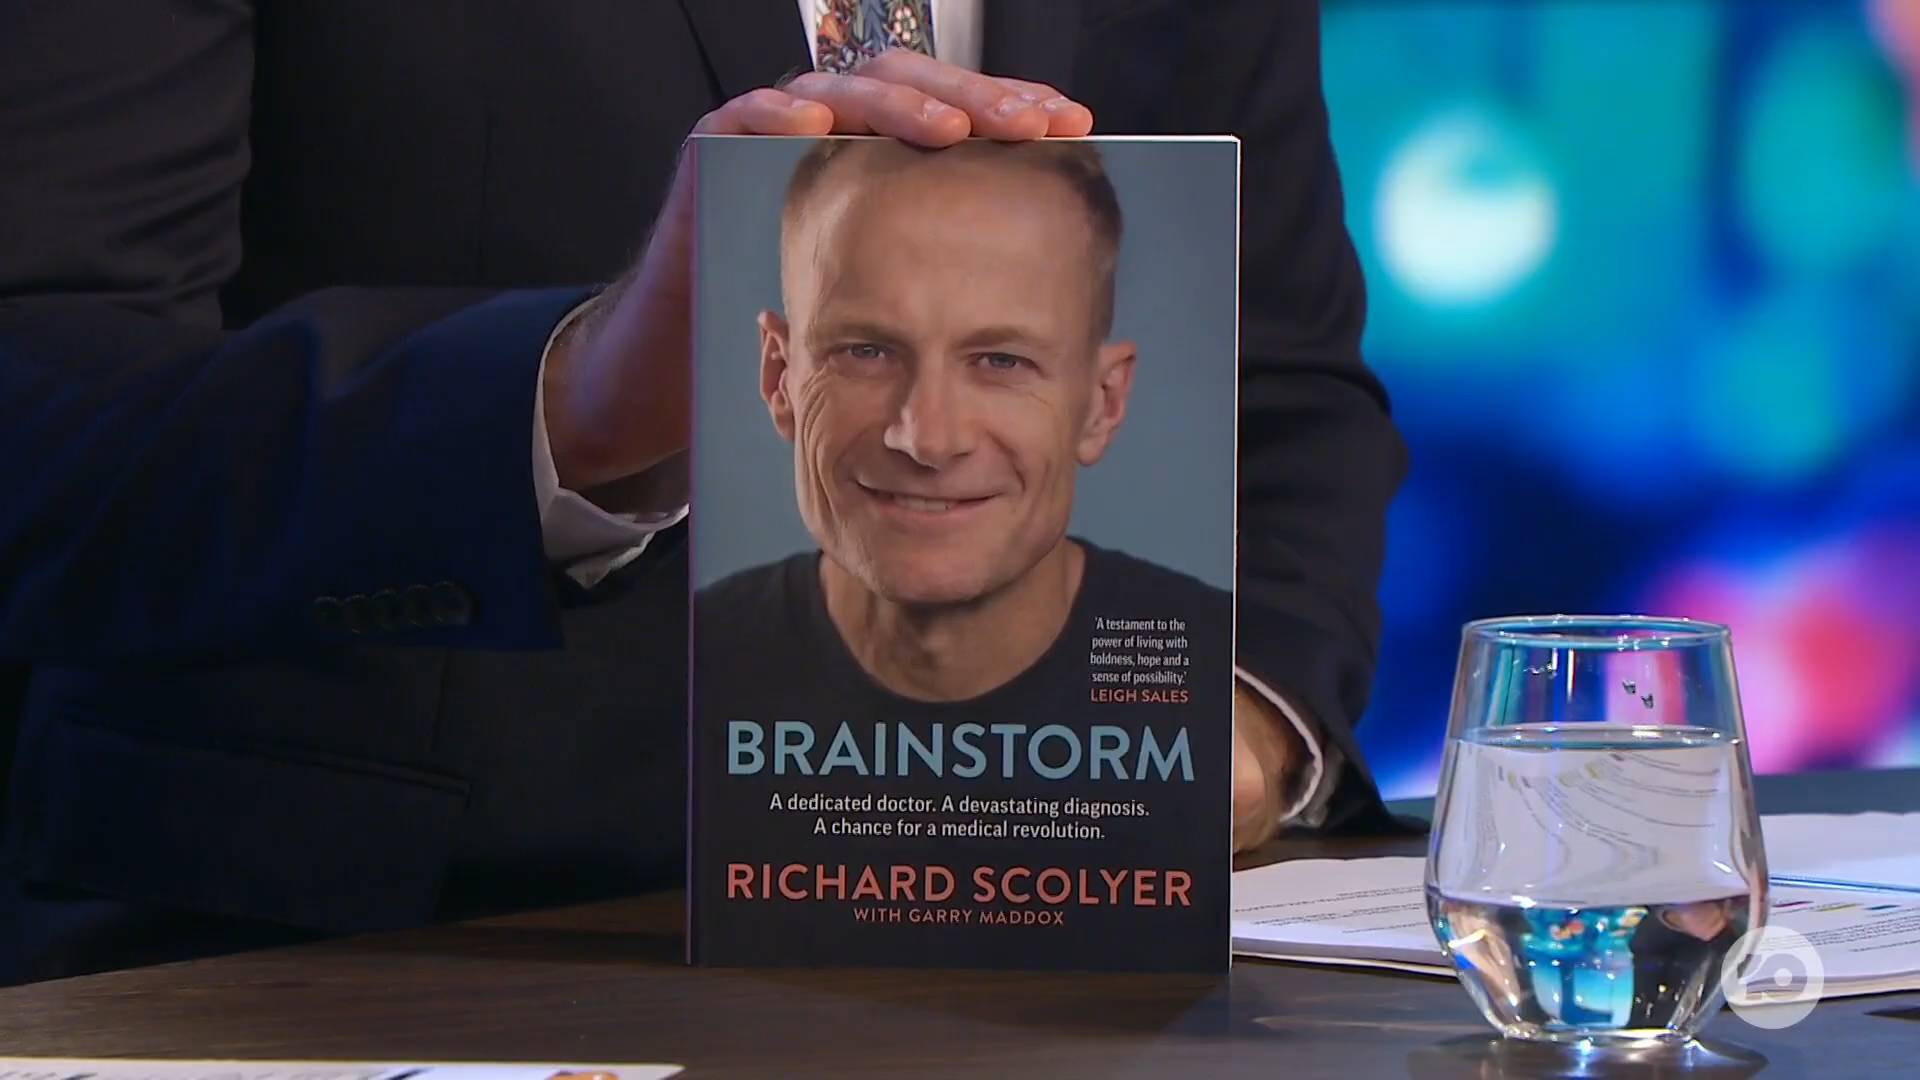 'A testament to the
power of living with
boldness, hope and a
sense of possibility.'
LEIGH SALES
BRAINSTORM
A dedicated doctor. A devastating diagnosis.
A chance for a medical revolution.
RICHARD SCOLYER
WITH GARRY MADDOX
10